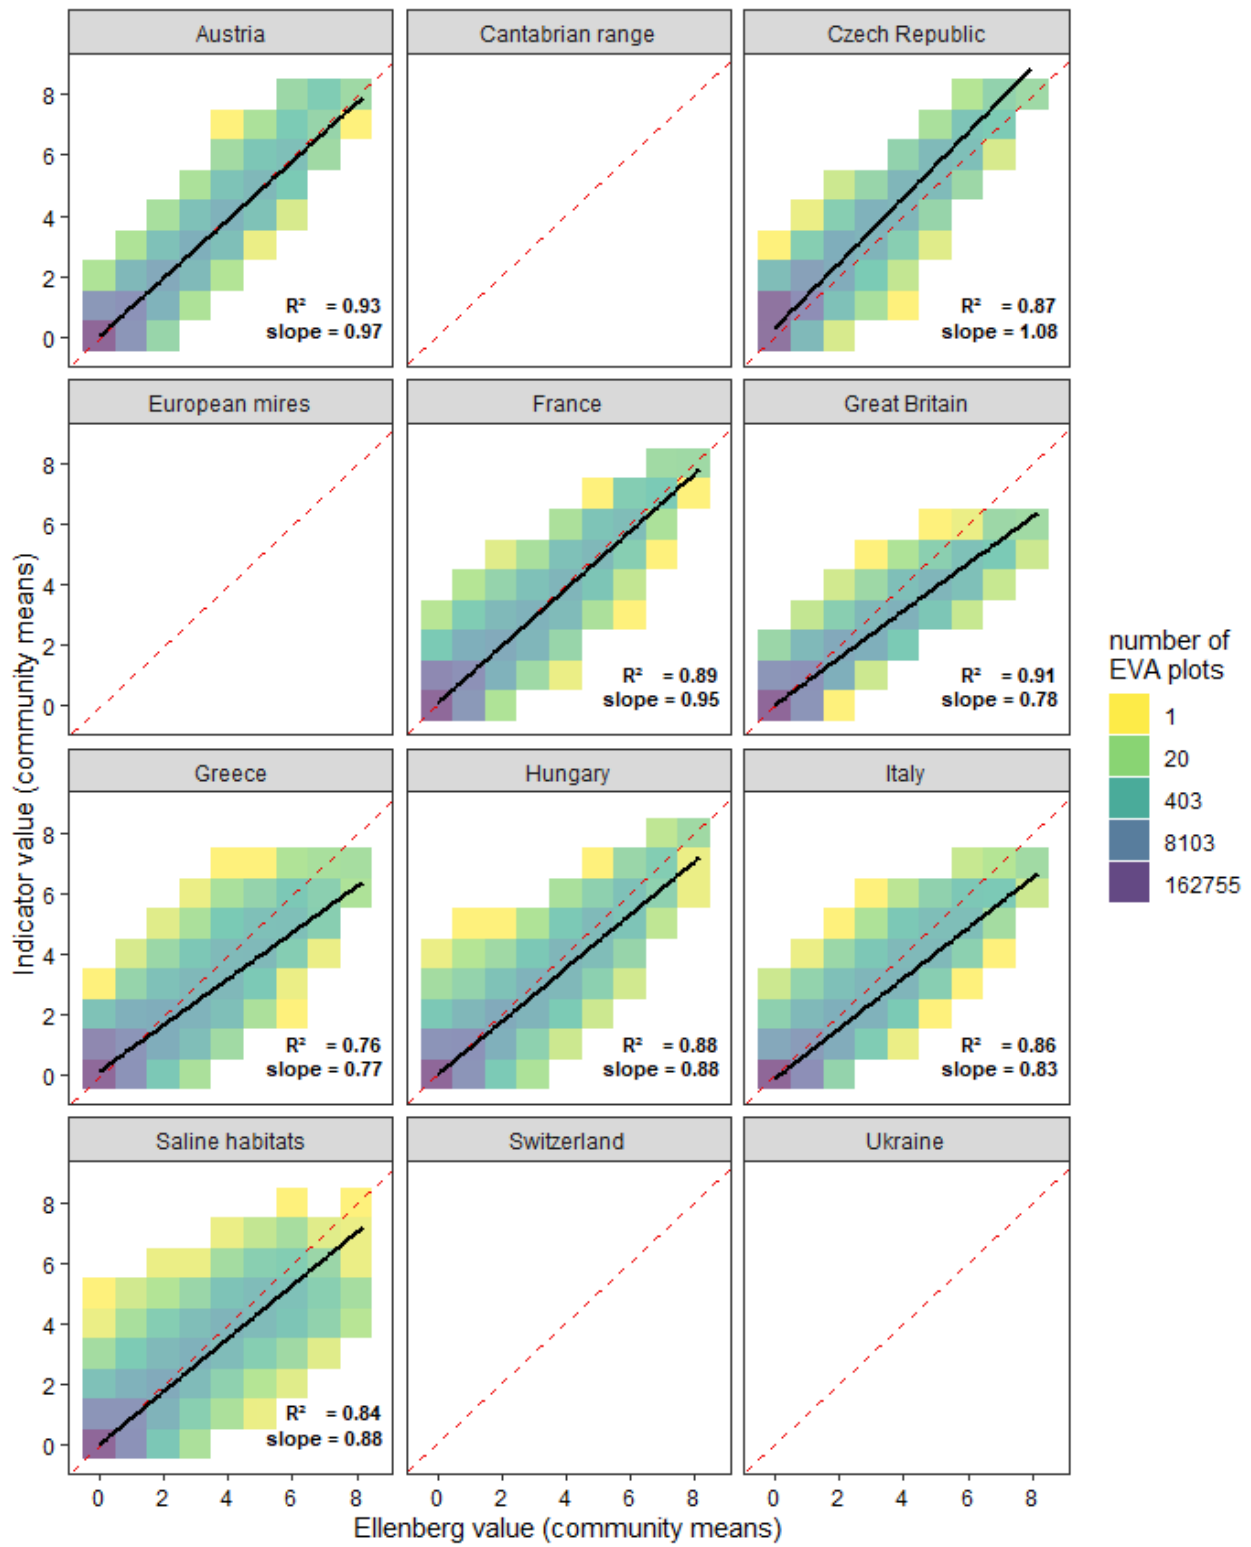 Austria
Cantabrian range
Czech Republic
8
6
4
2
0
R² = 0.93
slope = 0.97
R² = 0.87
slope = 1.08
European mires
France
Great Britain
8
6
4
2
0
R² = 0.89
slope = 0.95
R² = 0.91
slope = 0.78
Indicator value (community means)
Greece
Hungary
Italy
8
6
4
2
0
R² = 0.76
slope = 0.77
R² = 0.88
slope = 0.88
R² = 0.86
slope = 0.83
Saline habitats
Switzerland
Ukraine
8
6
4
2
0
R² = 0.84
slope = 0.88
0 2 4 6 8
0 2 4 6 8
0 2 4 6 8
Ellenberg value (community means)
number of
EVA plots
1
20
403
8103
162755